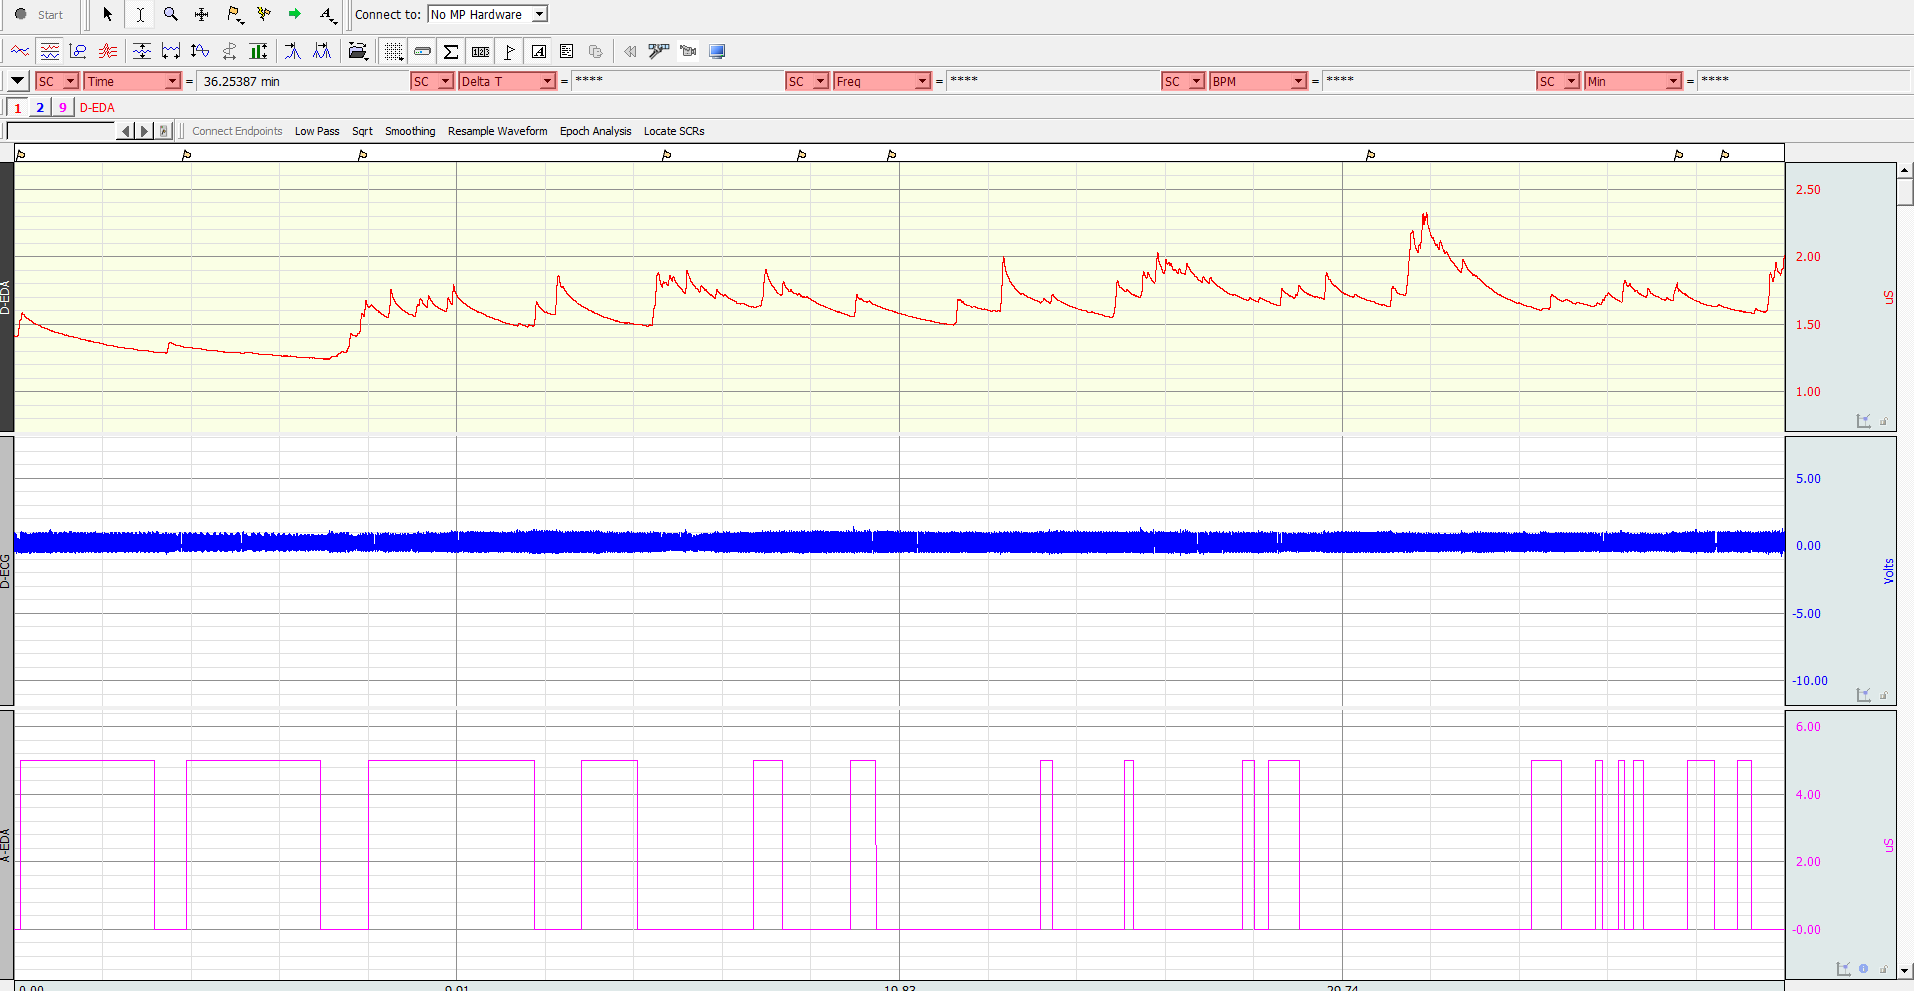 Start
Connect to: No MP Hardware
SC Time = 36.25387 min SC Delta T = **** SC Freq = **** SC BPM = **** SC Min = ****
1 2 9 D-EDA
Connect Endpoints Low Pass Sqrt Smoothing Resample Waveform Epoch Analysis Locate SCRs
D-EDA
2.50
2.00
1.50
1.00
uS
D-ECG
5.00
0.00
-5.00
-10.00
Volts
A-EDA
6.00
4.00
2.00
-0.00
uS
0.00 9.91 19.83 29.74